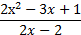 2x² − 3x + 1
2x − 2